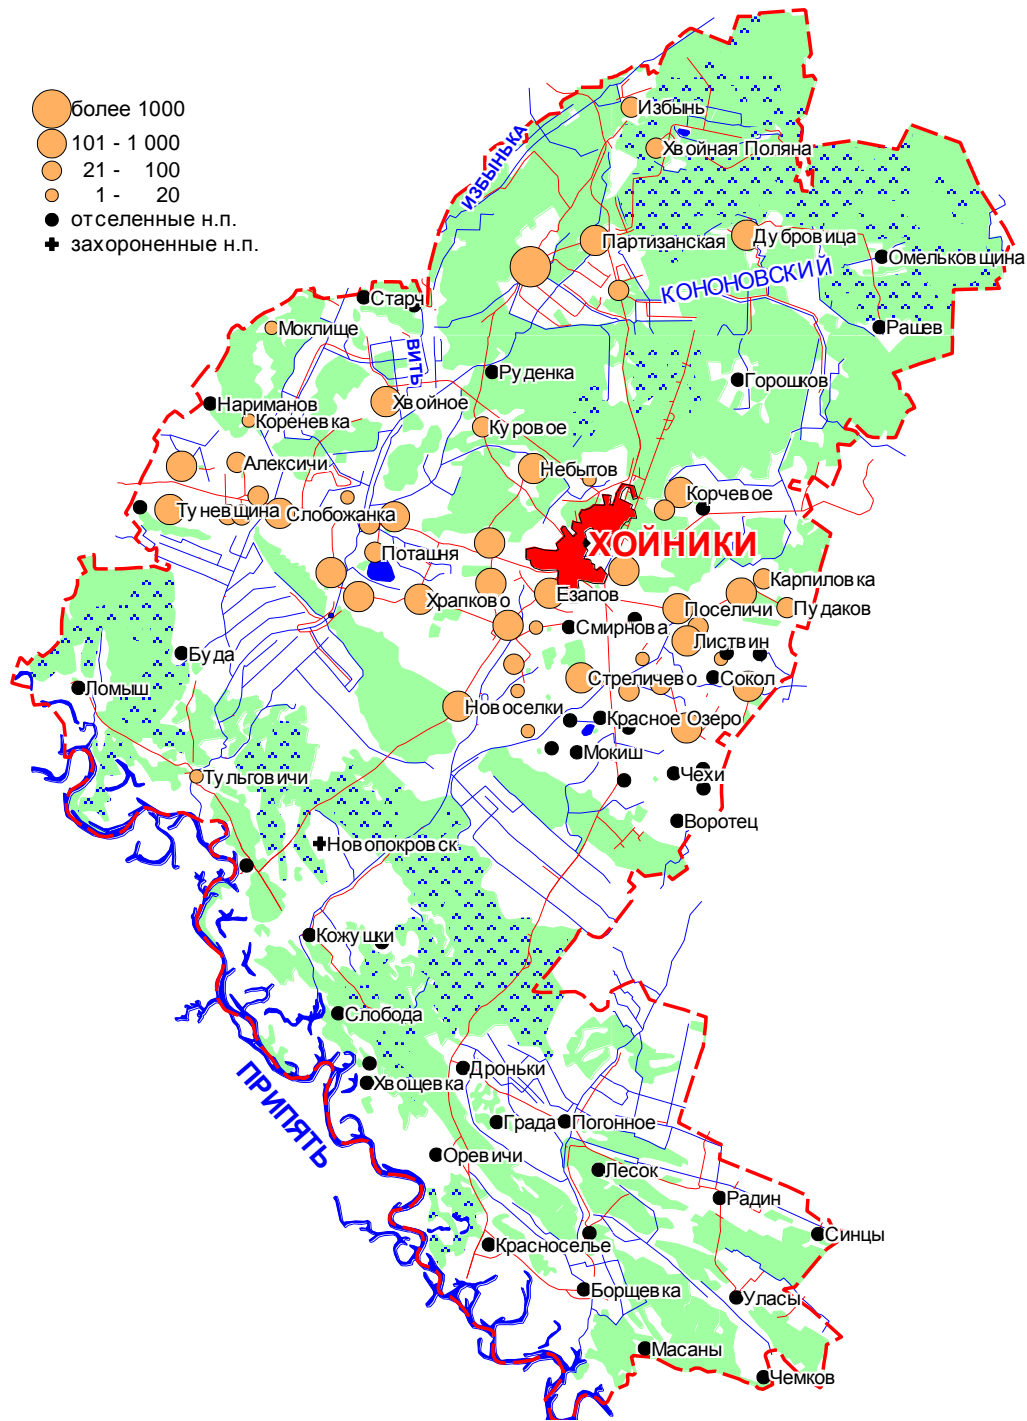 более 1000
101 - 1 000
21 - 100
1 - 20
отселенные н.п.
захороненные н.п.
Избынь
ИЗБЫНЬКА
Хвойная Поляна
Партизанская
Дубровица
Омельковщина
КОНОНОВСКИЙ
Старч
Моклище
Рашев
ВИТЬ
Руденка
Горошков
Нариманов
Хвойное
Кореневка
Куровое
Алексичи
Небытов
Корчевое
Туневщина
Слобожанка
ХОЙНИКИ
Поташня
Карпиловка
Храпково
Езапов
Поселичи
Пудаков
Смирнова
Листвин
Буда
Ломыш
Стреличево
Сокол
Новоселки
Красное Озеро
Мокиш
Чехи
Тульговичи
Воротец
Новопокровск
Кожушки
Слобода
Дроньки
Хвощевка
ПРИПЯТЬ
Града
Погонное
Оревичи
Лесок
Радин
Синцы
Красноселье
Борщевка
Уласы
Масаны
Чемков